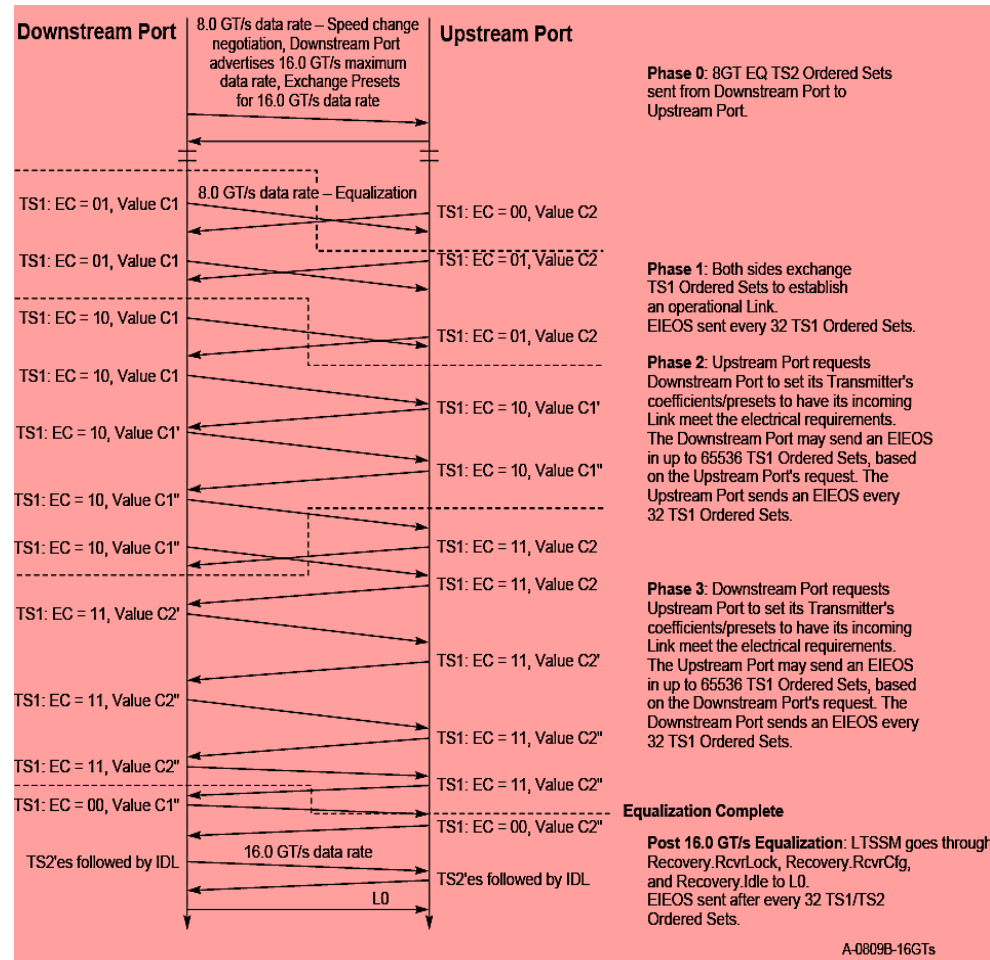 Downstream Port
8.0 GT/s data rate – Speed change
negotiation, Downstream Port
advertises 16.0 GT/s maximum
data rate, Exchange Presets
for 16.0 GT/s data rate
Upstream Port
Phase 0: 8GT EQ TS2 Ordered Sets
sent from Downstream Port to
Upstream Port.
8.0 GT/s data rate – Equalization
TS1: EC = 01, Value C1
TS1: EC = 00, Value C2
TS1: EC = 01, Value C1
TS1: EC = 01, Value C2
Phase 1: Both sides exchange
TS1 Ordered Sets to establish
an operational Link.
EIEOS sent every 32 TS1 Ordered Sets.
TS1: EC = 10, Value C1
TS1: EC = 01, Value C2
TS1: EC = 10, Value C1
Phase 2: Upstream Port requests
Downstream Port to set its Transmitter's
coefficients/presets to have its incoming
Link meet the electrical requirements.
The Downstream Port may send an EIEOS
in up to 65536 TS1 Ordered Sets, based
on the Upstream Port's request. The
Upstream Port sends an EIEOS every
32 TS1 Ordered Sets.
TS1: EC = 10, Value C1'
TS1: EC = 10, Value C1'
TS1: EC = 10, Value C1"
TS1: EC = 10, Value C1"
TS1: EC = 10, Value C1"
TS1: EC = 11, Value C2
TS1: EC = 11, Value C2
Phase 3: Downstream Port requests
Upstream Port to set its Transmitter's
coefficients/presets to have its incoming
Link meet the electrical requirements.
The Upstream Port may send an EIEOS
in up to 65536 TS1 Ordered Sets, based
on the Downstream Port's request. The
Downstream Port sends an EIEOS every
32 TS1 Ordered Sets.
TS1: EC = 11, Value C2'
TS1: EC = 11, Value C2'
TS1: EC = 11, Value C2"
TS1: EC = 11, Value C2"
TS1: EC = 11, Value C2"
TS1: EC = 11, Value C2"
TS1: EC = 00, Value C1"
Equalization Complete
TS1: EC = 00, Value C2"
Post 16.0 GT/s Equalization: LTSSM goes through
Recovery.RcvrLock, Recovery.RcvrCfg,
and Recovery.Idle to L0.
EIEOS sent after every 32 TS1/TS2
Ordered Sets.
16.0 GT/s data rate
TS2'es followed by IDL
TS2'es followed by IDL
L0
A-0809B-16GTs